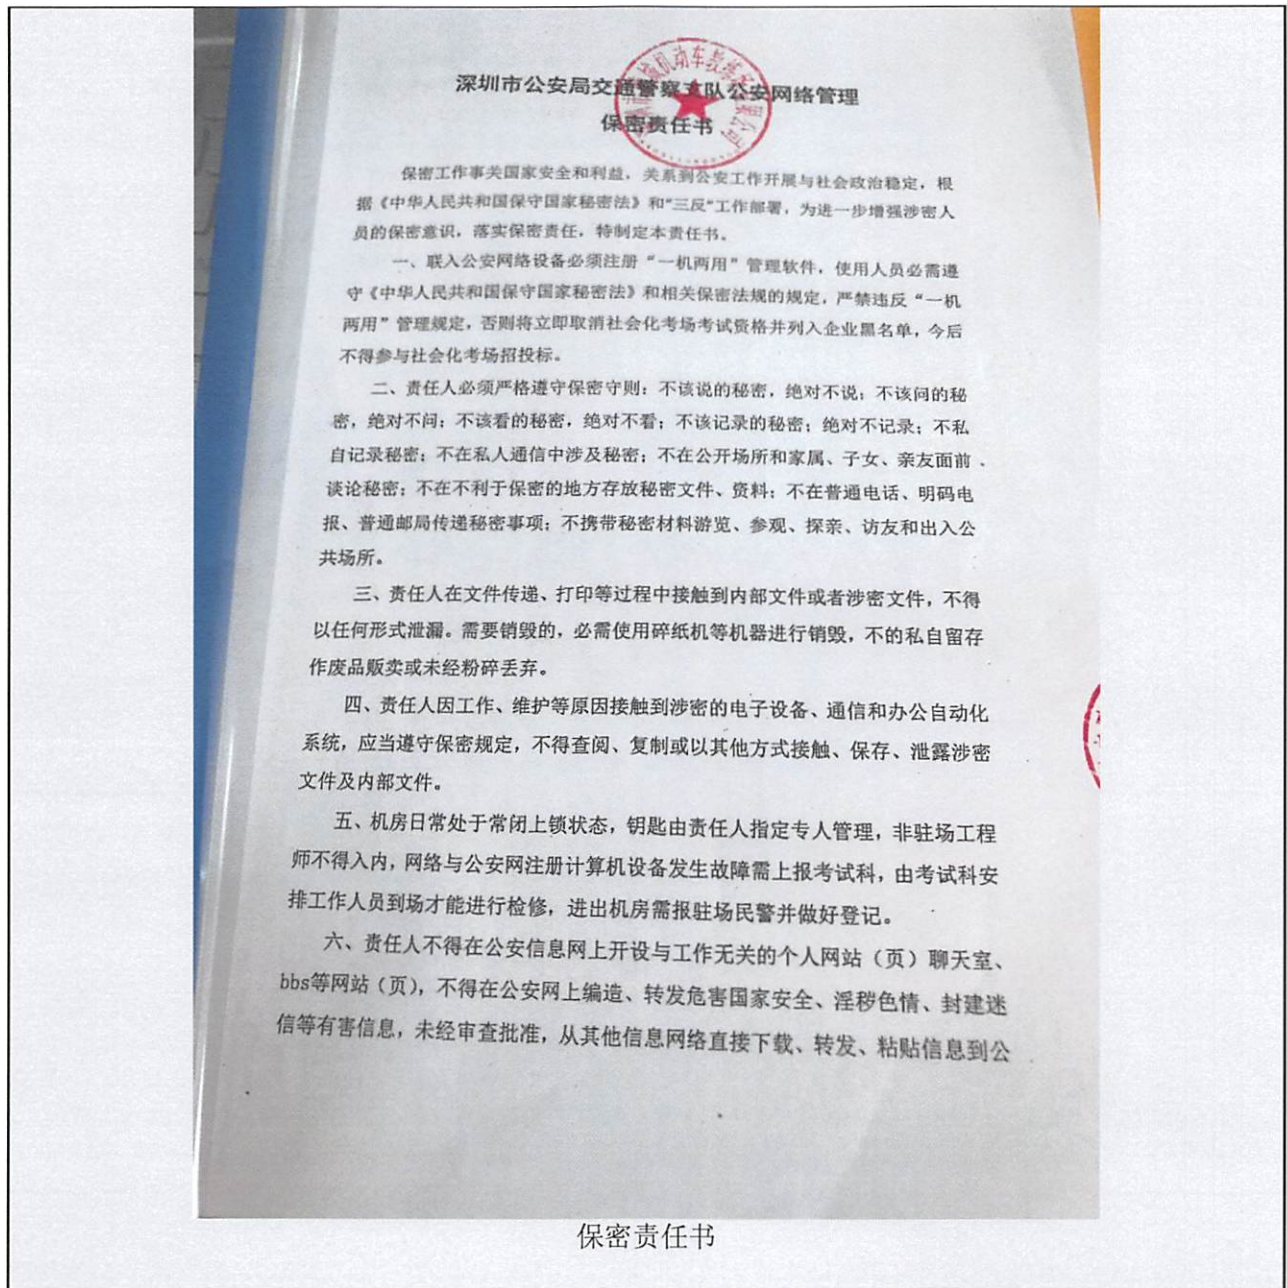 深圳市公安局交通警察支队公安网络管理
保密责任书
保密工作事关国家安全和利益，关系到公安工作开展与社会政治稳定，根
据《中华人民共和国保守国家秘密法》和"三反"工作部署，为进一步增强涉密人
员的保密意识，落实保密责任，特制定本责任书。
一、联入公安网络设备必须注册“一机两用”管理软件，使用人员必需遵
守《中华人民共和国保守国家秘密法》和相关保密法规的规定，严禁违反“一机
两用”管理规定，否则将立即取消社会化考场考试资格并列入企业黑名单，今后
不得参与社会化考场招投标。
二、责任人必须严格遵守保密守则：不该说的秘密，绝对不说；不该问的秘
密，绝对不问；不该看的秘密，绝对不看；不该记录的秘密；绝对不记录；不私
自记录秘密；不在私人通信中涉及秘密；不在公开场所和家属、子女、亲友面前、
谈论秘密；不在不利于保密的地方存放秘密文件、资料；不在普通电话、明码电
报、普通邮局传递秘密事项；不携带秘密材料游览、参观、探亲、访友和出入公
共场所。
三、责任人在文件传递、打印等过程中接触到内部文件或者涉密文件，不得
以任何形式泄漏。需要销毁的，必需使用碎纸机等机器进行销毁，不的私自留存
作废品贩卖或未经粉碎丢弃。
四、责任人因工作、维护等原因接触到涉密的电子设备、通信和办公自动化
系统，应当遵守保密规定，不得查阅、复制或以其他方式接触、保存、泄露涉密
文件及内部文件。
五、机房日常处于常闭上锁状态，钥匙由责任人指定专人管理，非驻场工程
师不得入内，网络与公安网注册计算机设备发生故障需上报考试科，由考试科安
排工作人员到场才能进行检修，进出机房需报驻场民警并做好登记。
六、责任人不得在公安信息网上开设与工作无关的个人网站（页）聊天室、
bbs等网站（页），不得在公安网上编造、转发危害国家安全、淫秽色情、封建迷
信等有害信息，未经审查批准，从其他信息网络直接下载、转发、粘贴信息到公
保密责任书